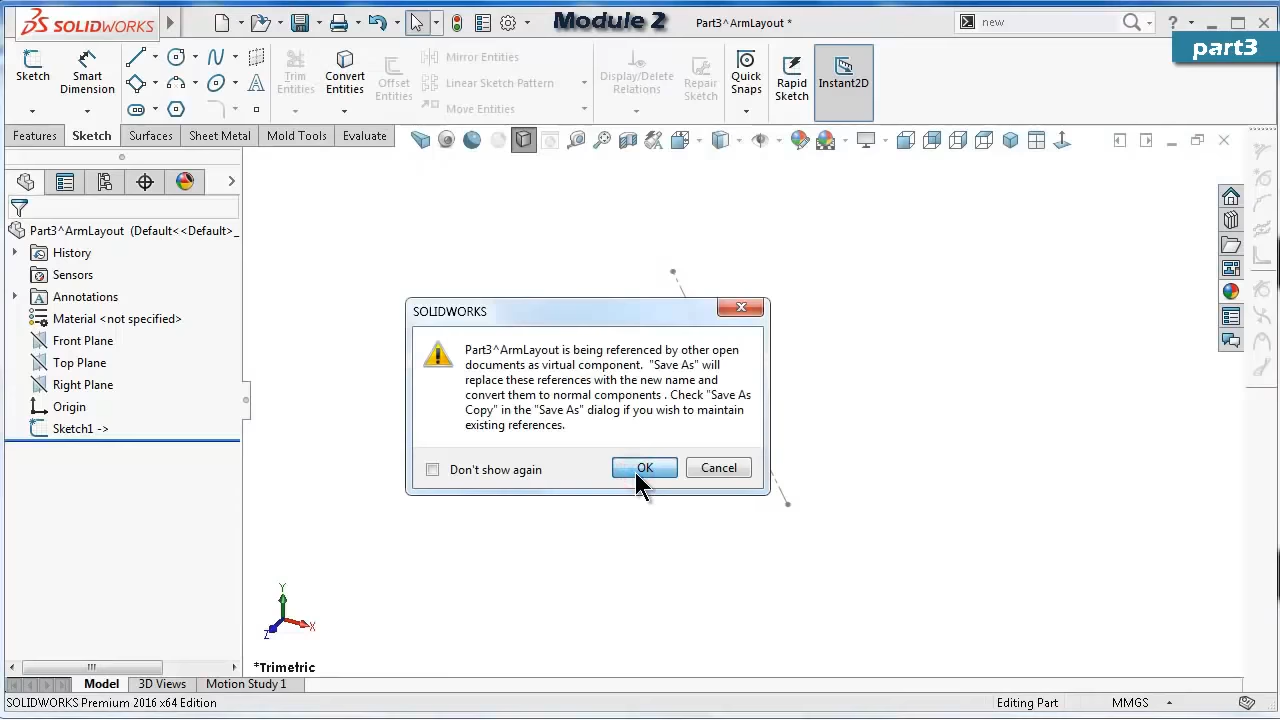 SOLIDWORKS
Module 2
Part3^ArmLayout *
new
part3
Sketch
Smart
Dimension
Trim
Entities
Convert
Entities
Offset
Entities
Mirror Entities
Linear Sketch Pattern
Move Entities
Display/Delete
Relations
Repair
Sketch
Quick
Snaps
Rapid
Sketch
Instant2D
Features
Sketch
Surfaces
Sheet Metal
Mold Tools
Evaluate
Part3^ArmLayout (Default<<Default>_
History
Sensors
Annotations
Material <not specified>
Front Plane
Top Plane
Right Plane
Origin
Sketch1 ->
SOLIDWORKS
Part3^ArmLayout is being referenced by other open
documents as virtual component. "Save As" will
replace these references with the new name and
convert them to normal components . Check "Save As
Copy" in the "Save As" dialog if you wish to maintain
existing references.
Don't show again
OK
Cancel
Y
X
Z
*Trimetric
Model
3D Views
Motion Study 1
SOLIDWORKS Premium 2016 x64 Edition
Editing Part
MMGS